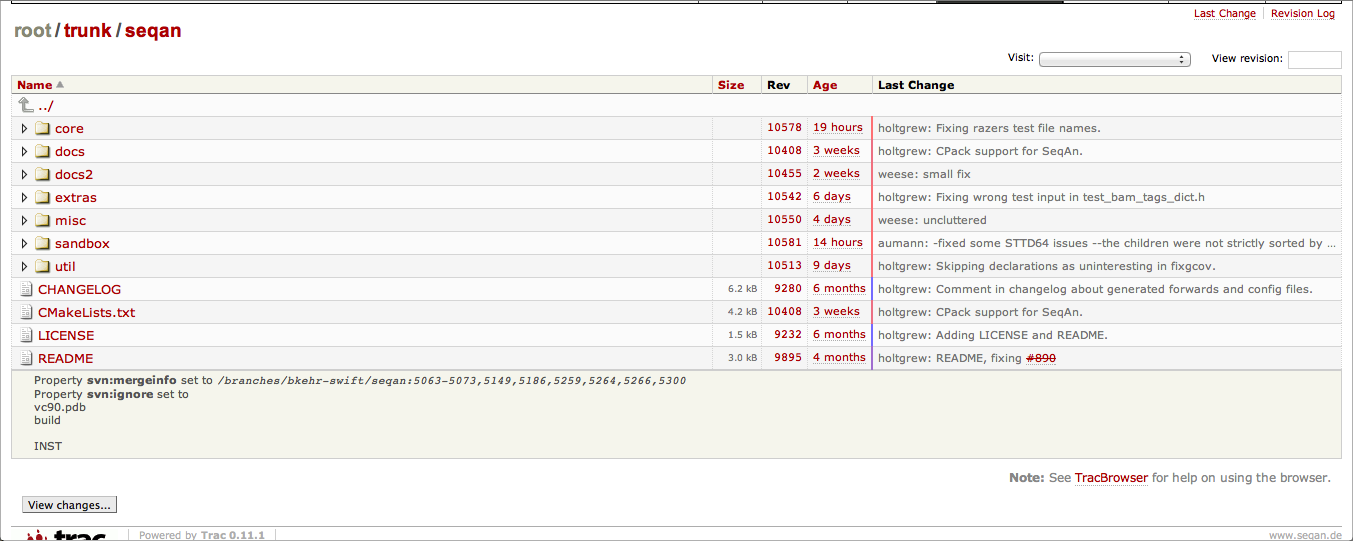 Last Change Revision Log
root / trunk / seqan
Visit: View revision:
Name Size Rev Age Last Change
../
core 10578 19 hours holtgrew: Fixing razers test file names.
docs 10408 3 weeks holtgrew: CPack support for SeqAn.
docs2 10455 2 weeks weese: small fix
extras 10542 6 days holtgrew: Fixing wrong test input in test_bam_tags_dict.h
misc 10550 4 days weese: uncluttered
sandbox 10581 14 hours aumann: -fixed some STTD64 issues --the children were not strictly sorted by ...
util 10513 9 days holtgrew: Skipping declarations as uninteresting in fixgcov.
CHANGELOG 6.2 kB 9280 6 months holtgrew: Comment in changelog about generated forwards and config files.
CMakeLists.txt 4.2 kB 10408 3 weeks holtgrew: CPack support for SeqAn.
LICENSE 1.5 kB 9232 6 months holtgrew: Adding LICENSE and README.
README 3.0 kB 9895 4 months holtgrew: README, fixing #890
Property svn:mergeinfo set to /branches/bkehr-swift/seqan:5063-5073,5149,5186,5259,5264,5266,5300
Property svn:ignore set to
vc90.pdb
build
INST
Note: See TracBrowser for help on using the browser.
View changes...
trac Powered by Trac 0.11.1 www.seqan.de